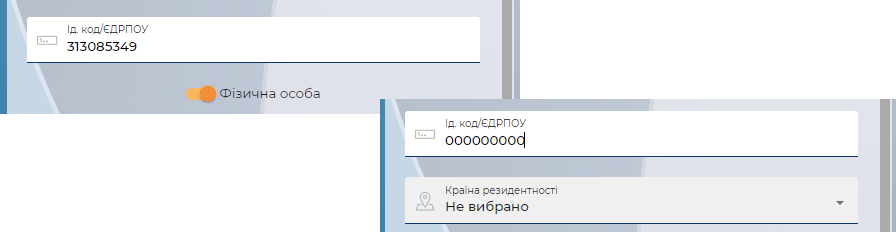 Ід. код/ЄДРПОУ
313085349
Фізична особа
Ід. код/ЄДРПОУ
000000000
Країна резидентності
Не вибрано